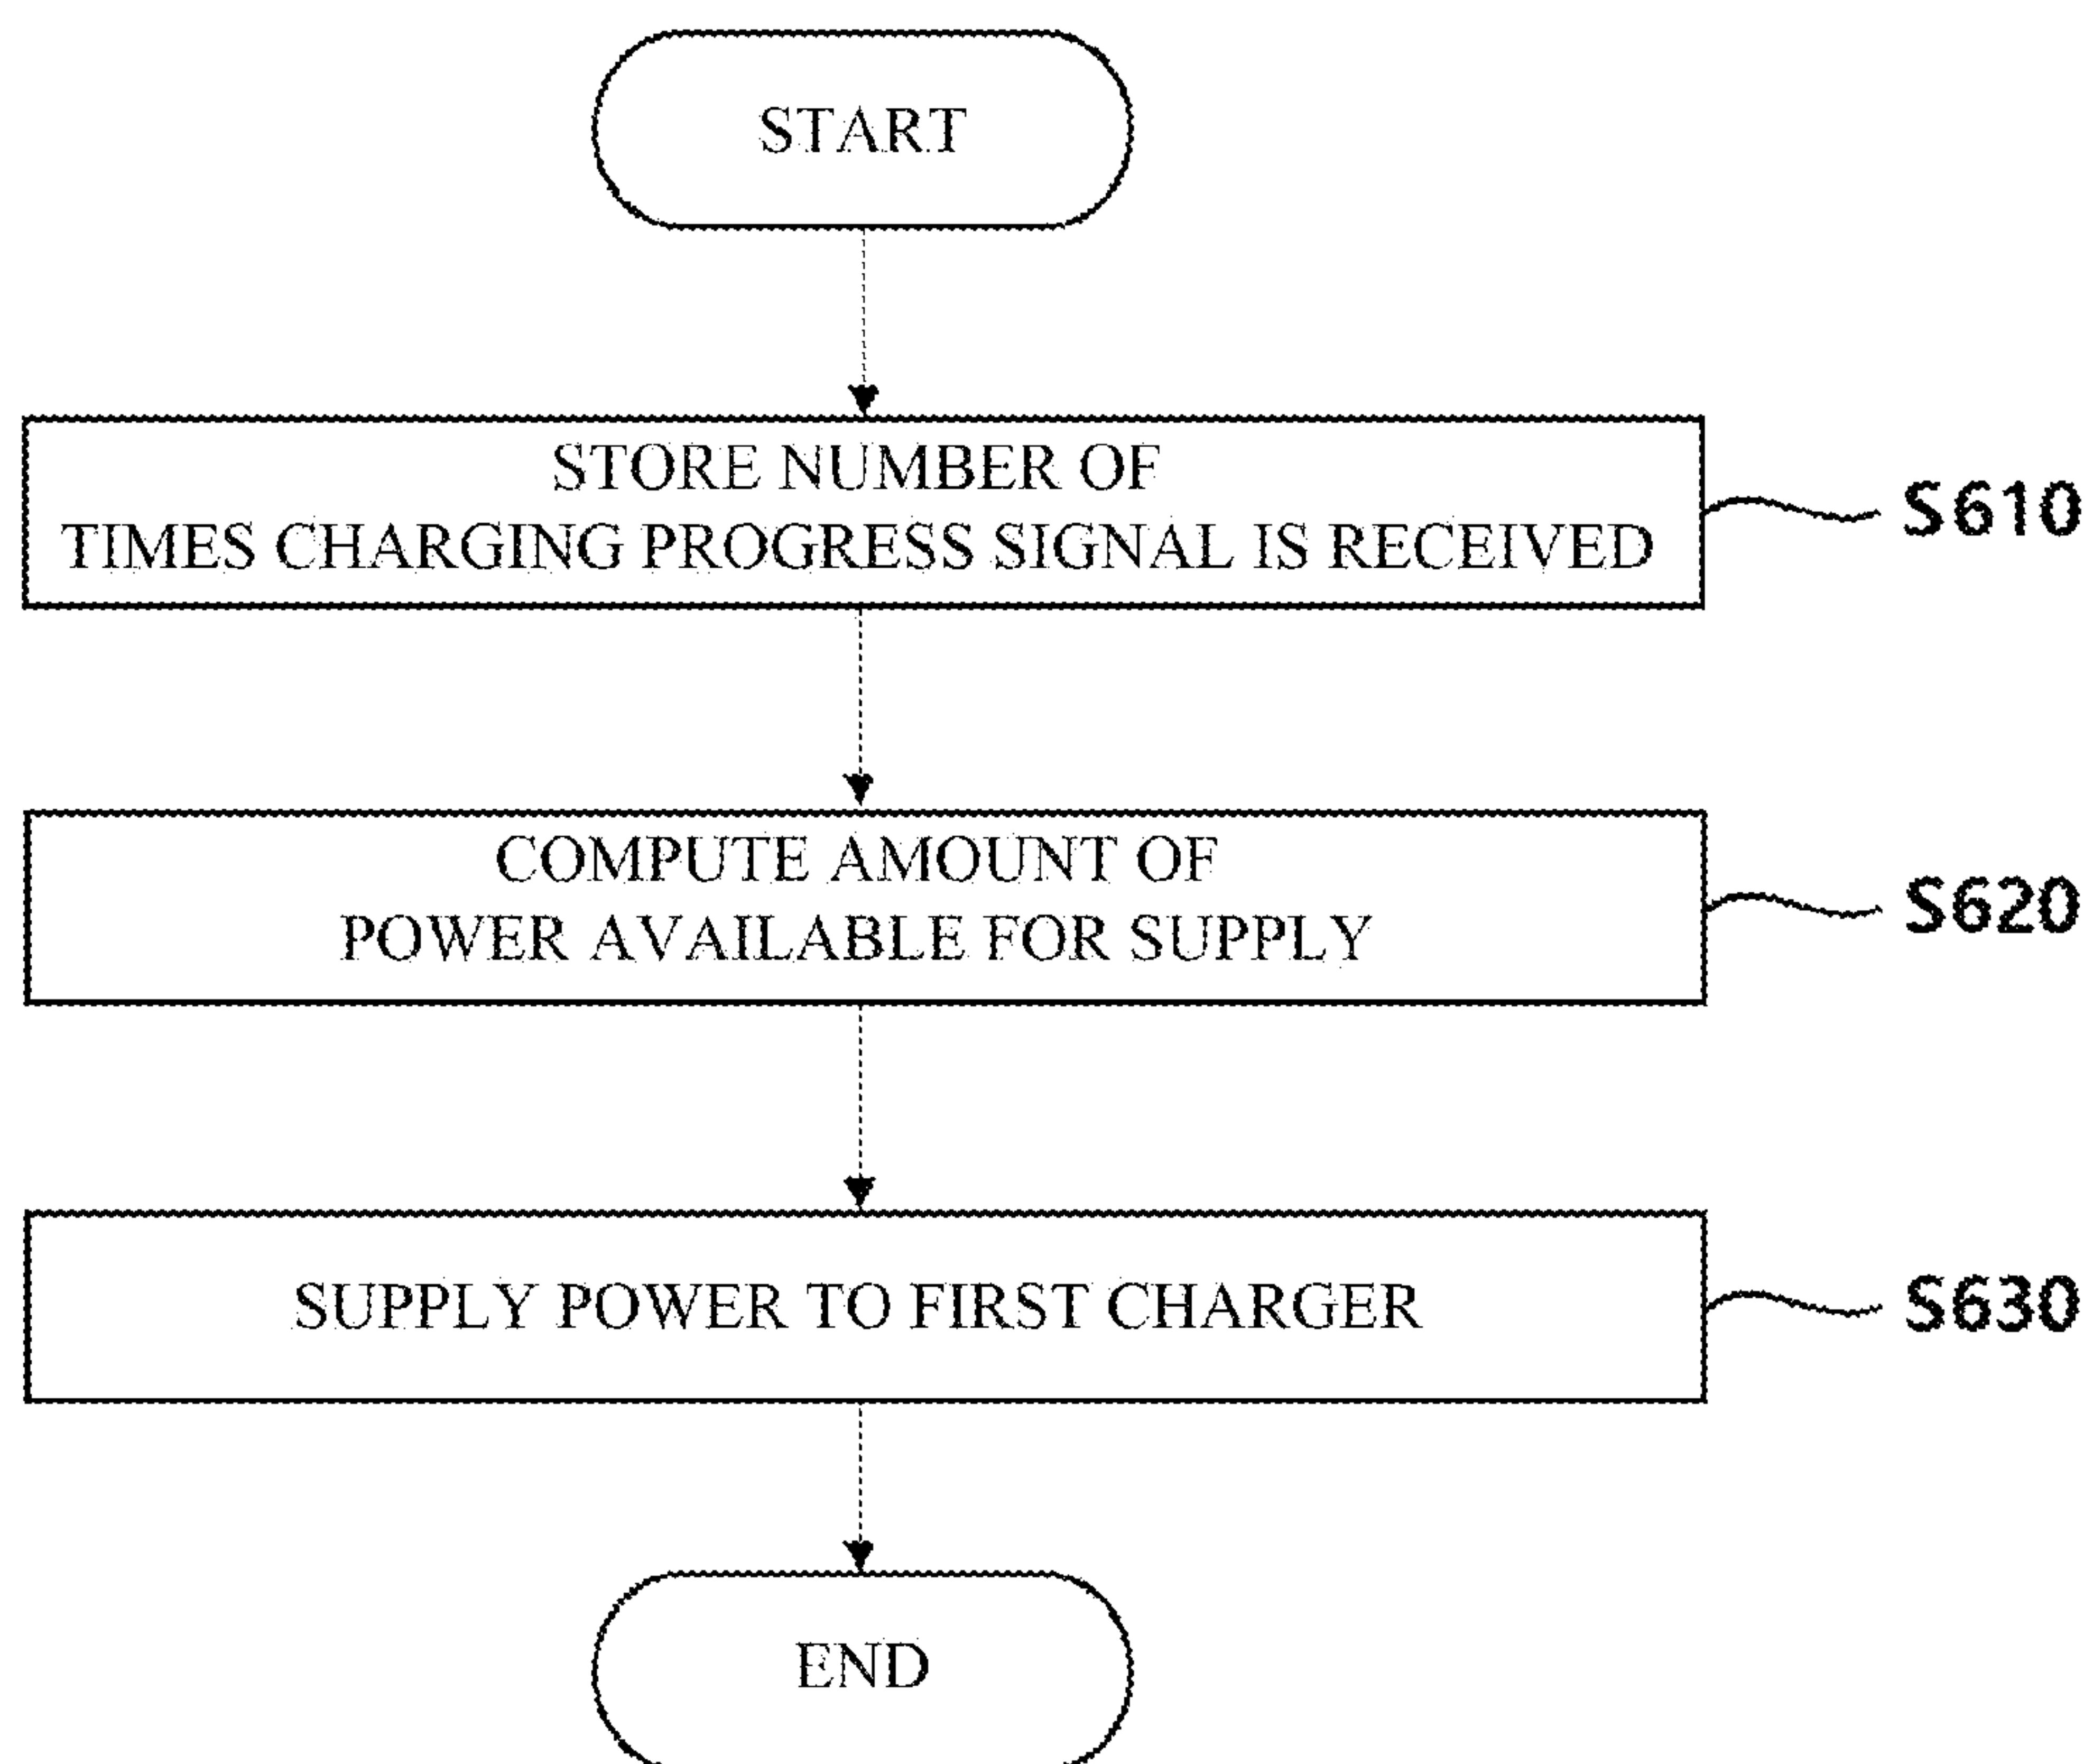 START
STORE NUMBER OF
TIMES CHARGING PROGRESS SIGNAL IS RECEIVED
S610
COMPUTE AMOUNT OF
POWER AVAILABLE FOR SUPPLY
S620
SUPPLY POWER TO FIRST CHARGER
S630
END